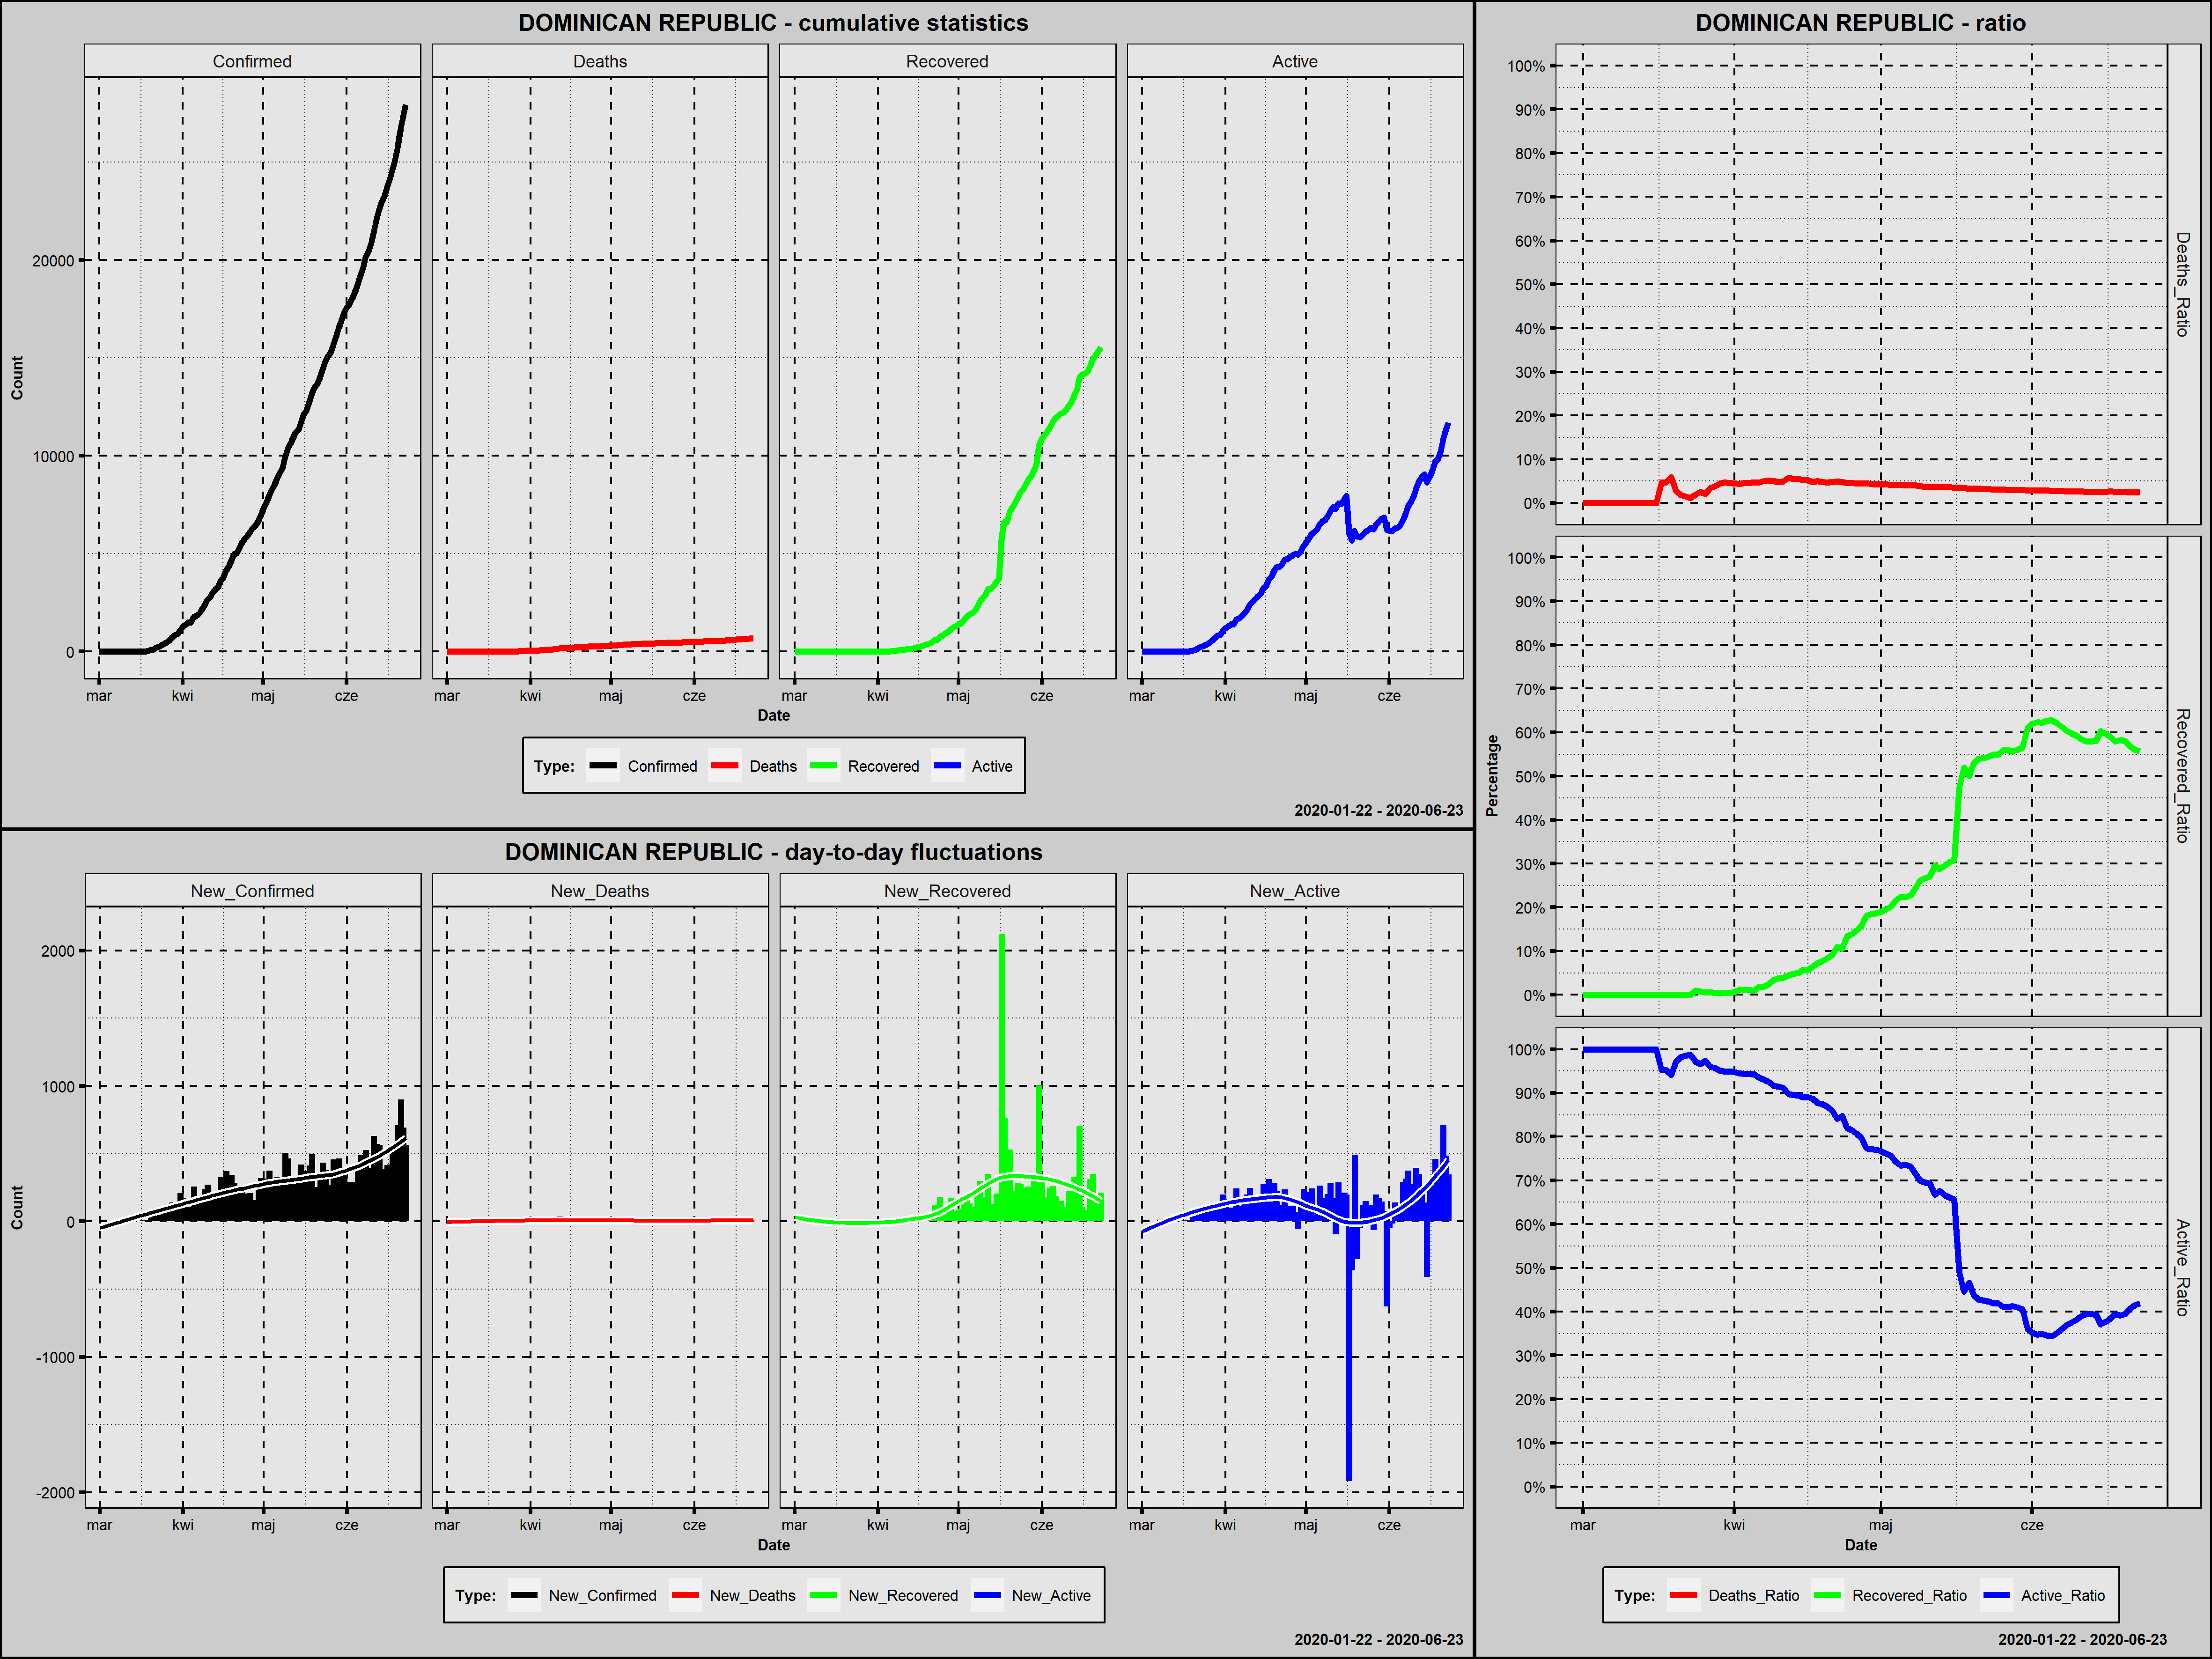 DOMINICAN REPUBLIC - cumulative statistics
Confirmed Deaths Recovered Active
Count
20000
10000
0
mar kwi maj cze mar kwi maj cze mar kwi maj cze mar kwi maj cze
Date
Type: Confirmed Deaths Recovered Active
2020-01-22 - 2020-06-23
DOMINICAN REPUBLIC - day-to-day fluctuations
New_Confirmed New_Deaths New_Recovered New_Active
Count
2000
1000
0
-1000
-2000
mar kwi maj cze mar kwi maj cze mar kwi maj cze mar kwi maj cze
Date
Type: New_Confirmed New_Deaths New_Recovered New_Active
2020-01-22 - 2020-06-23
DOMINICAN REPUBLIC - ratio
Percentage
100%
90%
80%
70%
60%
50%
40%
30%
20%
10%
0%
Deaths_Ratio
100%
90%
80%
70%
60%
50%
40%
30%
20%
10%
0%
Recovered_Ratio
100%
90%
80%
70%
60%
50%
40%
30%
20%
10%
0%
Active_Ratio
mar kwi maj cze
Date
Type: Deaths_Ratio Recovered_Ratio Active_Ratio
2020-01-22 - 2020-06-23